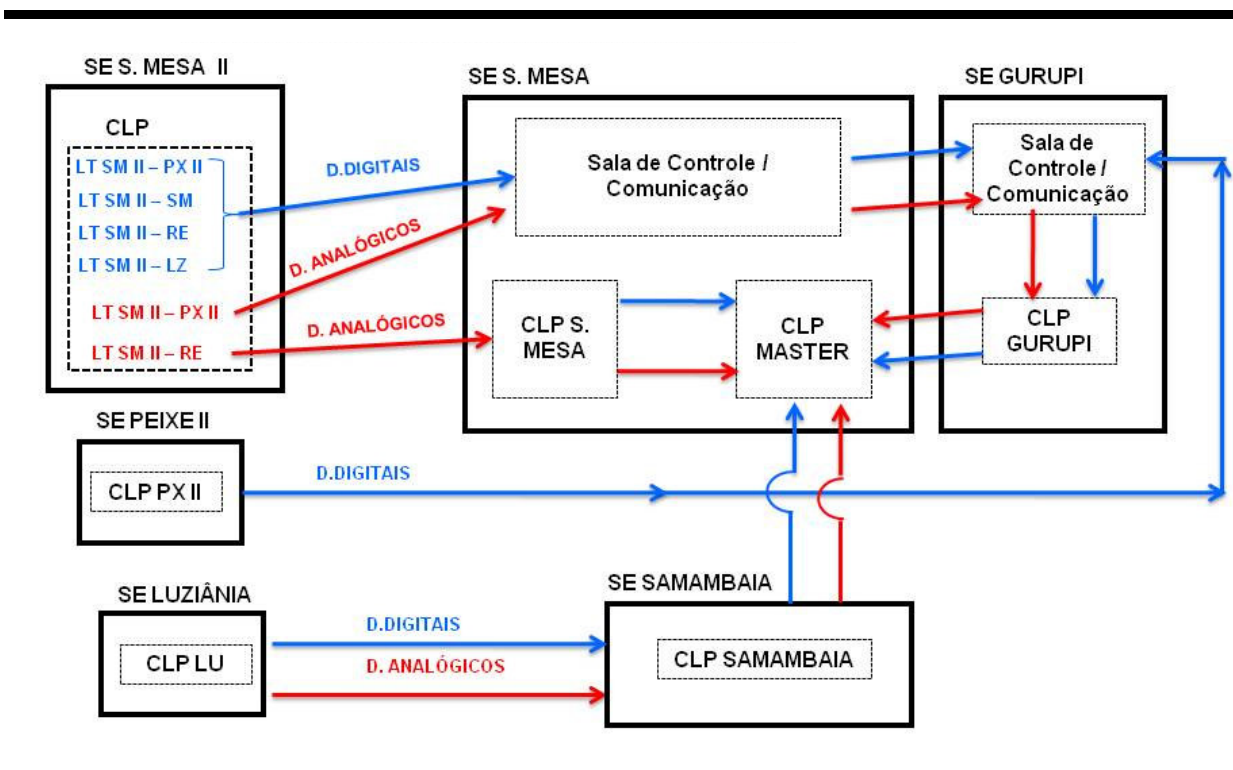 SE S. MESA II
CLP
LT SM II – PX II
LT SM II – SM
LT SM II – RE
LT SM II – LZ
LT SM II – PX II
LT SM II – RE
D.DIGITAIS
D. ANALÓGICOS
D. ANALÓGICOS
SE S. MESA
Sala de Controle /
Comunicação
CLP S.
MESA
CLP
MASTER
SE GURUPI
Sala de
Controle /
Comunicação
CLP
GURUPI
SE PEIXE II
CLP PX II
D.DIGITAIS
SE LUZIÂNIA
CLP LU
D.DIGITAIS
D. ANALÓGICOS
SE SAMAMBAIA
CLP SAMAMBAIA